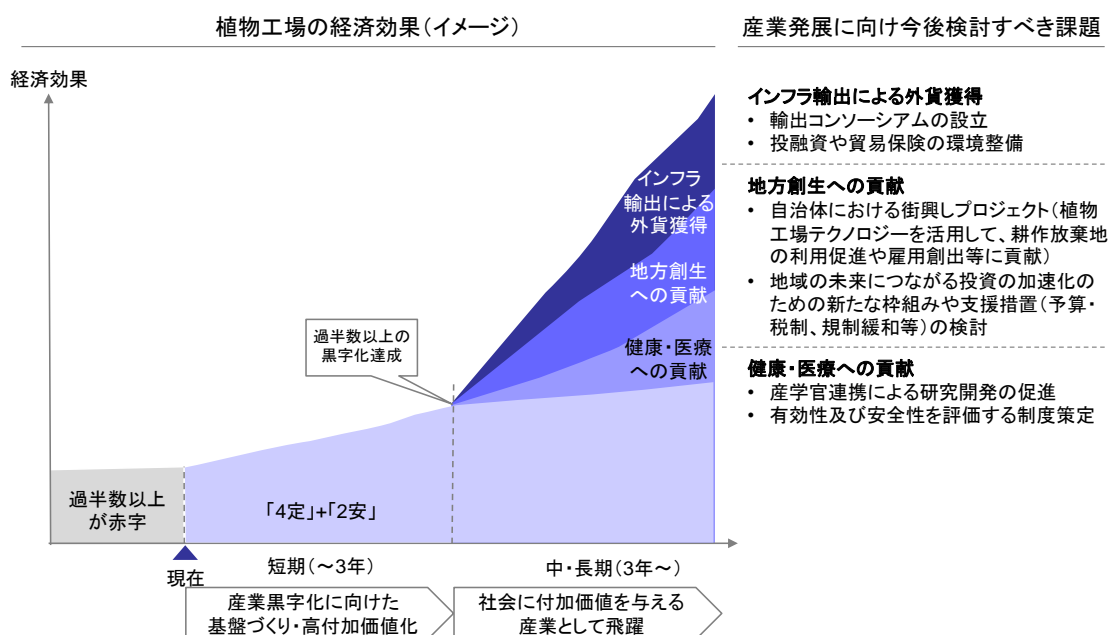 植物工場の経済効果（イメージ）
産業発展に向け今後検討すべき課題
経済効果
インフラ
輸出による
外貨獲得
地方創生
への貢献
健康・医療
への貢献
過半数以上の
黒字化達成
過半数以上
が赤字
「4定」+「2安」
現在
短期（～3年）
中・長期（3年～）
産業黒字化に向けた
基盤づくり・高付加価値化
社会に付加価値を与える
産業として飛躍
インフラ輸出による外貨獲得
• 輸出コンソーシアムの設立
• 投融資や貿易保険の環境整備
地方創生への貢献
• 自治体における街興しプロジェクト（植物
工場テクノロジーを活用して、耕作放棄地
の利用促進や雇用創出等に貢献）
• 地域の未来につながる投資の加速化の
ための新たな枠組みや支援措置（予算・
税制、規制緩和等）の検討
健康・医療への貢献
• 産学官連携による研究開発の促進
• 有効性及び安全性を評価する制度策定